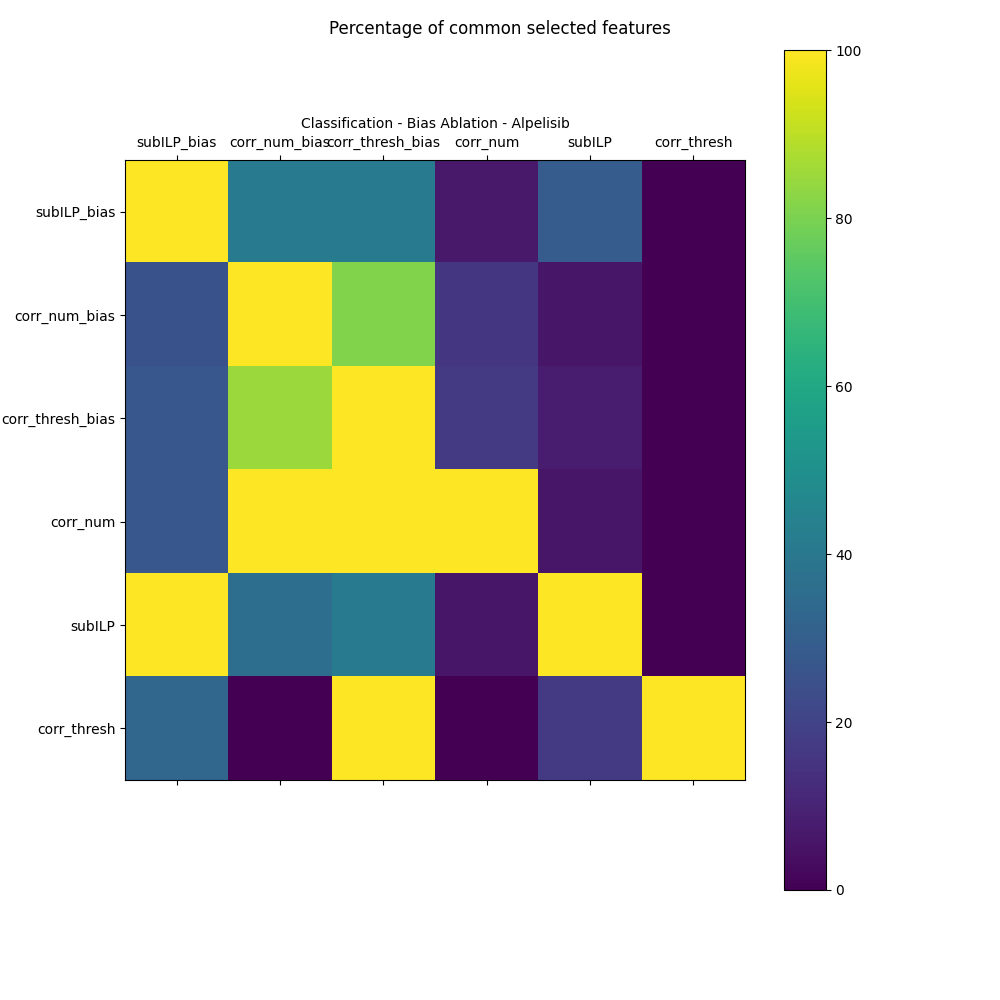 Percentage of common selected features
Classification - Bias Ablation - Alpelisib
subILP_bias corr_num_bias corr_thresh_bias corr_num subILP corr_thresh
subILP_bias
corr_num_bias
corr_thresh_bias
corr_num
subILP
corr_thresh
100
80
60
40
20
0